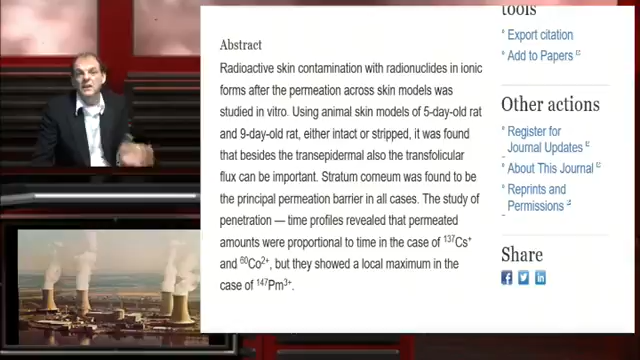 tools
Export citation
Add to Papers
Abstract
Radioactive skin contamination with radionuclides in ionic
forms after the permeation across skin models was
studied in vitro. Using animal skin models of 5-day-old rat
and 9-day-old rat, either intact or stripped, it was found
that besides the transepidermal also the transfolicular
flux can be important. Stratum corneum was found to be
the principal permeation barrier in all cases. The study of
penetration — time profiles revealed that permeated
amounts were proportional to time in the case of ¹³⁷Cs⁺
and ⁶⁰Co²⁺, but they showed a local maximum in the
case of ¹⁴⁷Pm³⁺.
Other actions
Register for
Journal Updates
About This Journal
Reprints and
Permissions
Share